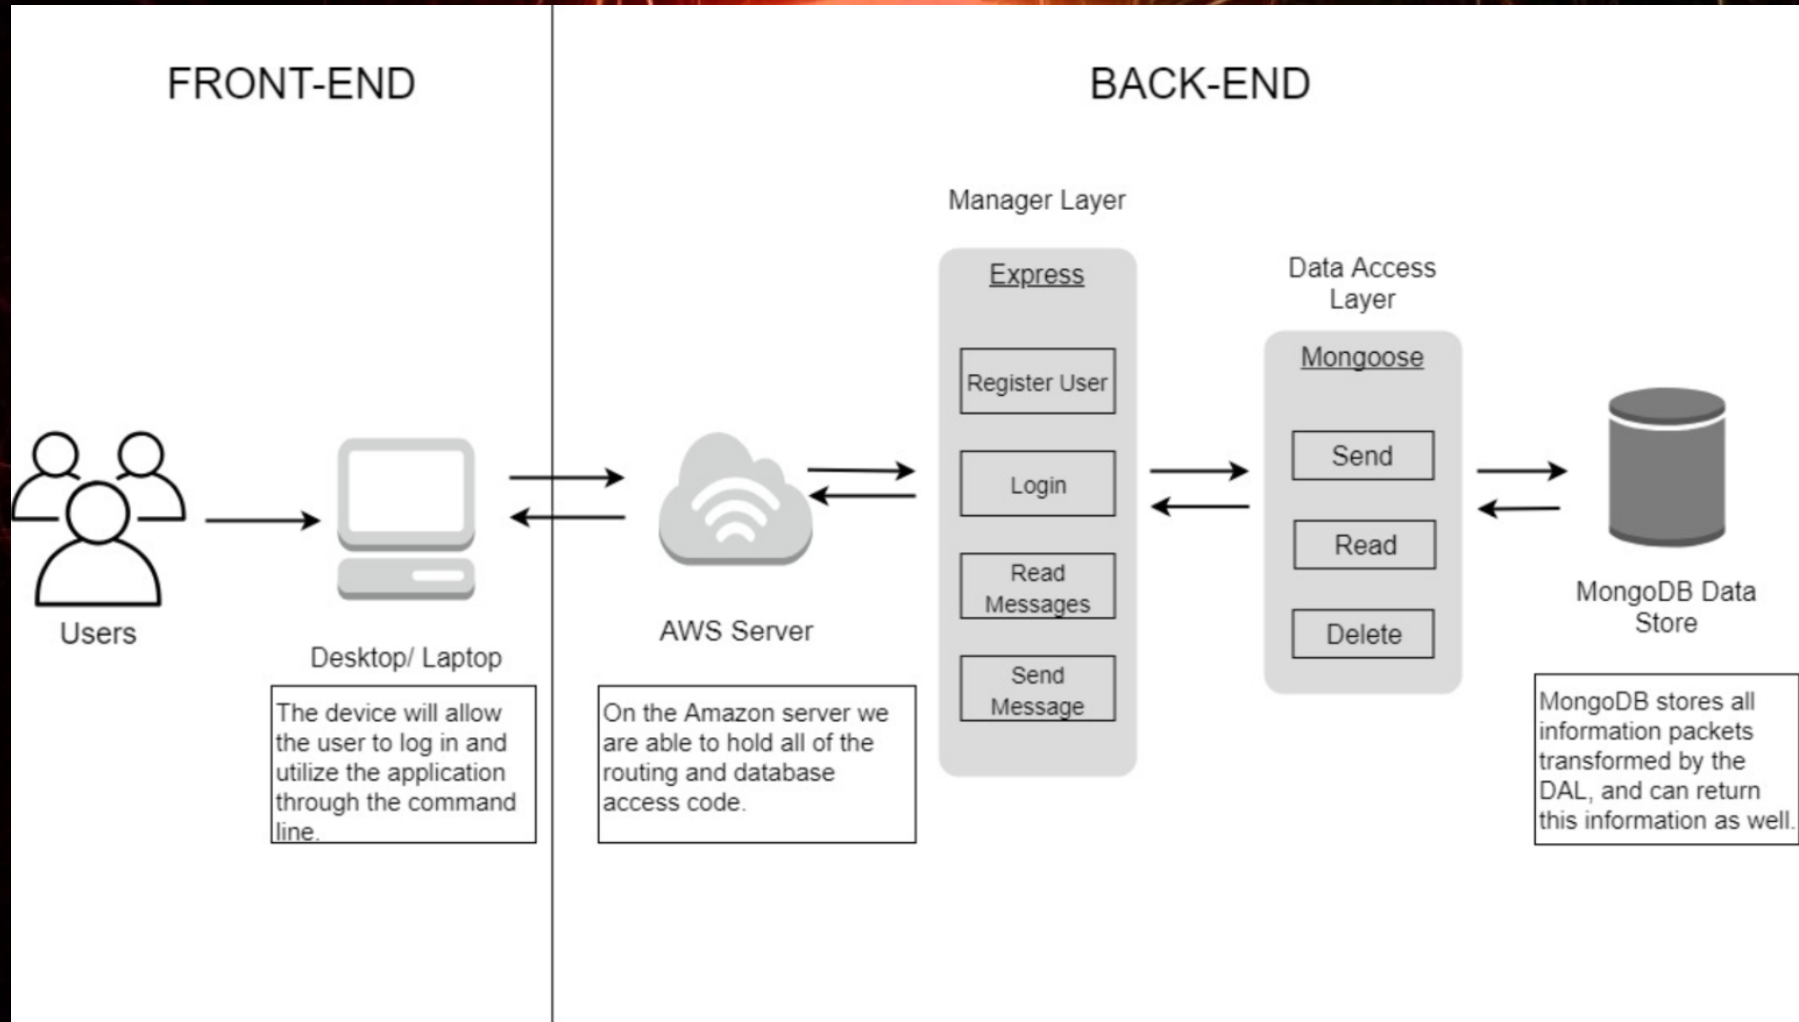 FRONT-END
BACK-END
Users
Desktop/ Laptop
The device will allow
the user to log in and
utilize the application
through the command
line.
AWS Server
On the Amazon server we
are able to hold all of the
routing and database
access code.
Manager Layer
Express
Register User
Login
Read
Messages
Send
Message
Data Access
Layer
Mongoose
Send
Read
Delete
MongoDB Data
Store
MongoDB stores all
information packets
transformed by the
DAL, and can return
this information as well.